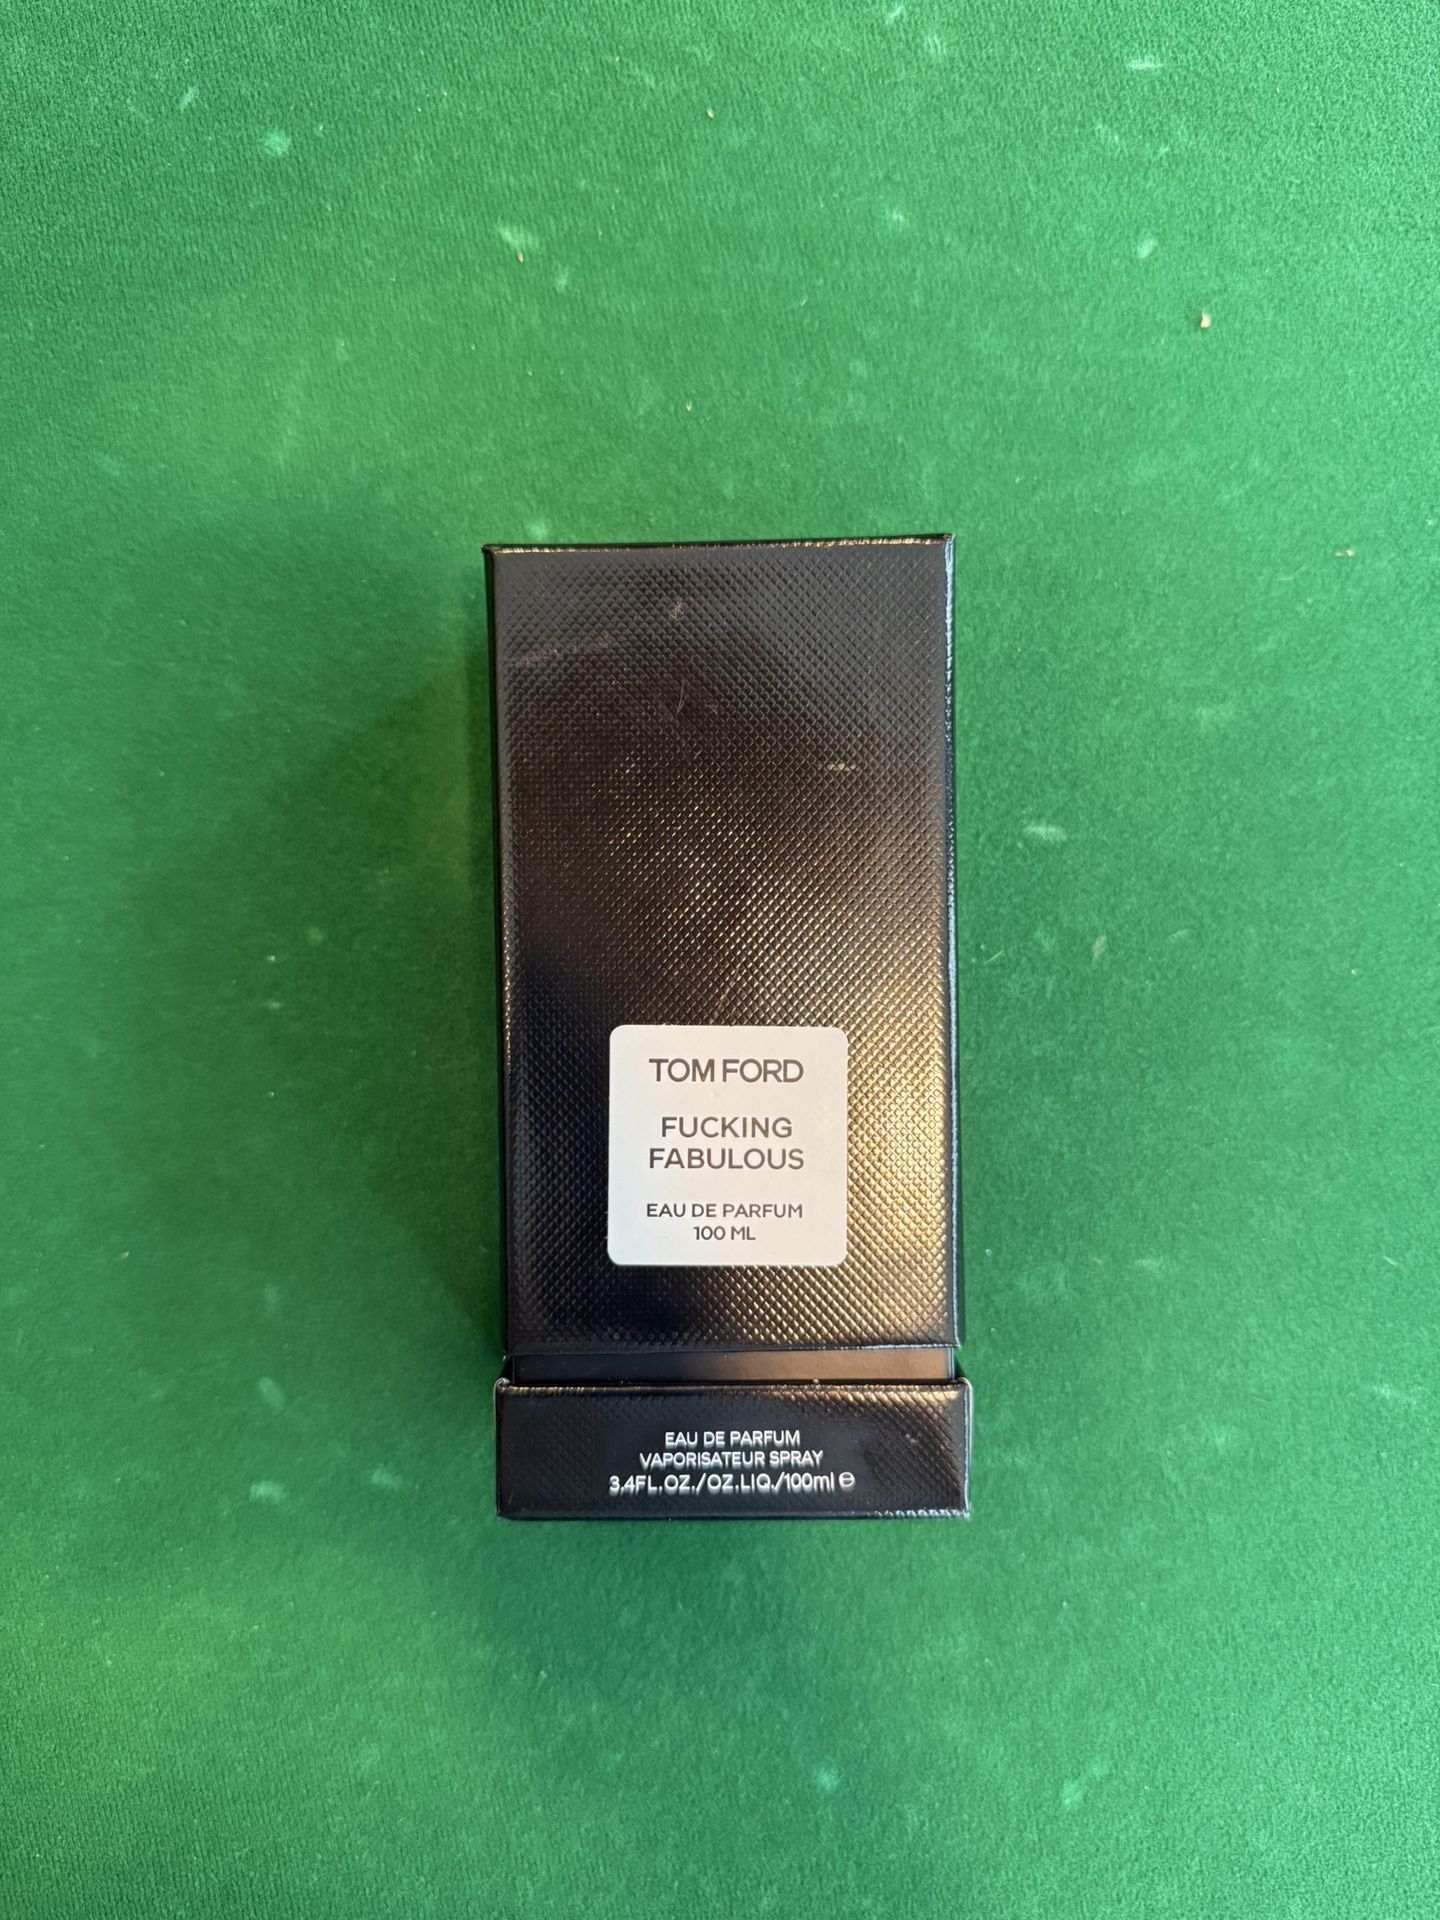 TOM FORD
FUCKING
FABULOUS
EAU DE PARFUM
100 ML
EAU DE PARFUM
VAPORISATEUR SPRAY
3.4FL.OZ./OZ.LIQ./100ml ℮